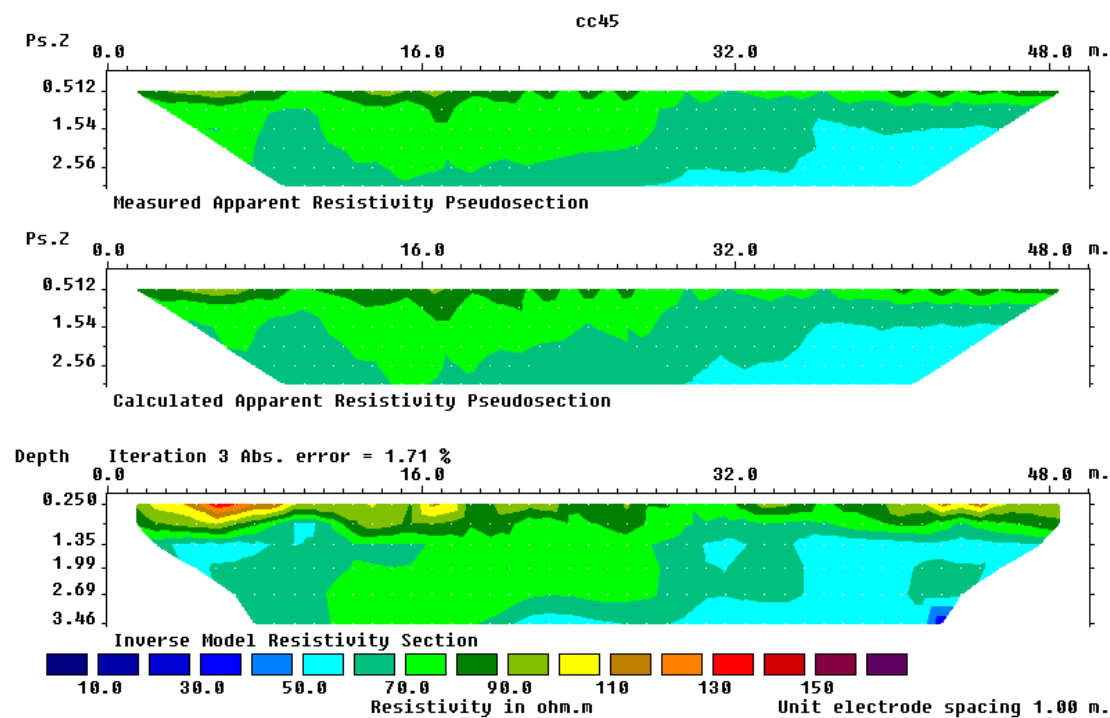 cc45
Ps.Z 0.0 16.0 32.0 48.0 m.
0.512
1.54
2.56
Measured Apparent Resistivity Pseudosection
Ps.Z 0.0 16.0 32.0 48.0 m.
0.512
1.54
2.56
Calculated Apparent Resistivity Pseudosection
Depth Iteration 3 Abs. error = 1.71 %
0.0 16.0 32.0 48.0 m.
0.250
1.35
1.99
2.69
3.46
Inverse Model Resistivity Section
10.0 30.0 50.0 70.0 90.0 110 130 150
Resistivity in ohm.m Unit electrode spacing 1.00 m.